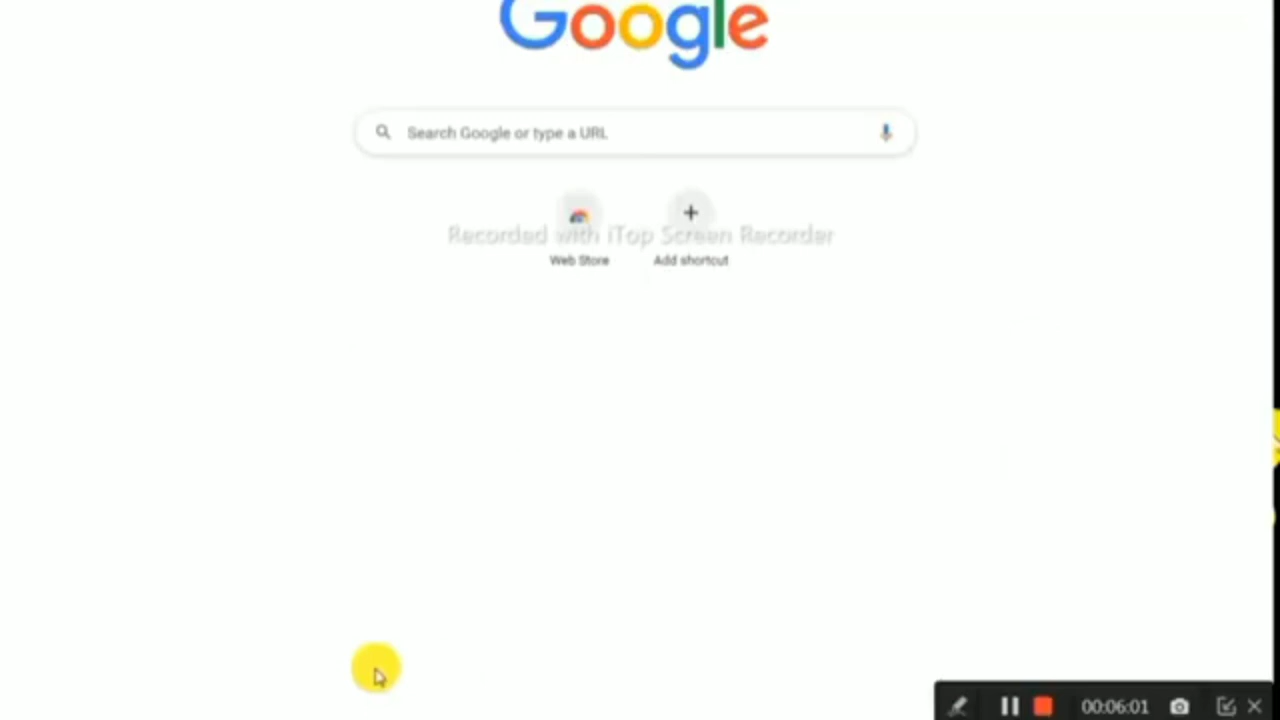 Google
Search Google or type a URL
Recorded with iTop Screen Recorder
Web Store
Add shortcut
00:06:01